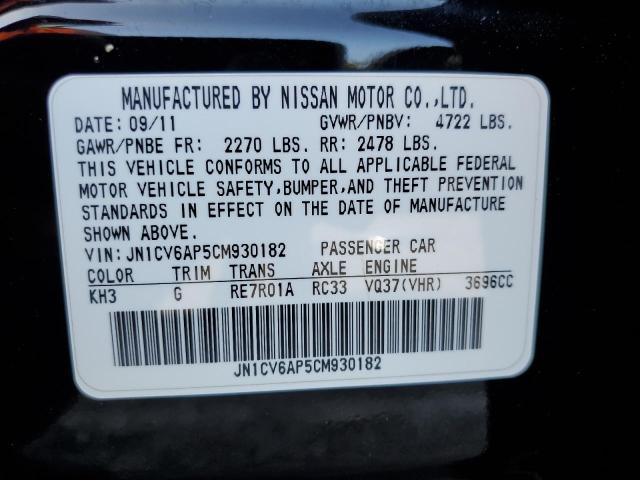 MANUFACTURED BY NISSAN MOTOR CO.,LTD.
DATE: 09/11 GVWR/PNBV: 4722 LBS.
GAWR/PNBE FR: 2270 LBS. RR: 2478 LBS.
THIS VEHICLE CONFORMS TO ALL APPLICABLE FEDERAL
MOTOR VEHICLE SAFETY,BUMPER,AND THEFT PREVENTION
STANDARDS IN EFFECT ON THE DATE OF MANUFACTURE
SHOWN ABOVE.
VIN: JN1CV6AP5CM930182 PASSENGER CAR
COLOR TRIM TRANS AXLE ENGINE
KH3 G RE7R01A RC33 VQ37(VHR) 3696CC
JN1CV6AP5CM930182